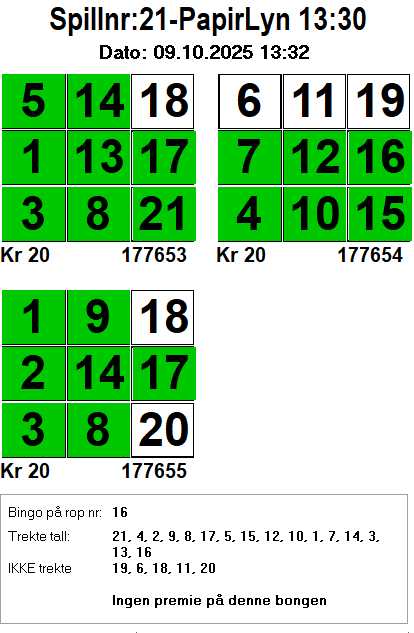 Spillnr:21-PapirLyn 13:30
Dato: 09.10.2025 13:32
5 14 18 6 11 19
1 13 17 7 12 16
3 8 21 4 10 15
Kr 20 177653 Kr 20 177654
1 9 18
2 14 17
3 8 20
Kr 20 177655
Bingo på rop nr: 16
Trekte tall: 21, 4, 2, 9, 8, 17, 5, 15, 12, 10, 1, 7, 14, 3,
13, 16
IKKE trekte 19, 6, 18, 11, 20
Ingen premie på denne bongen